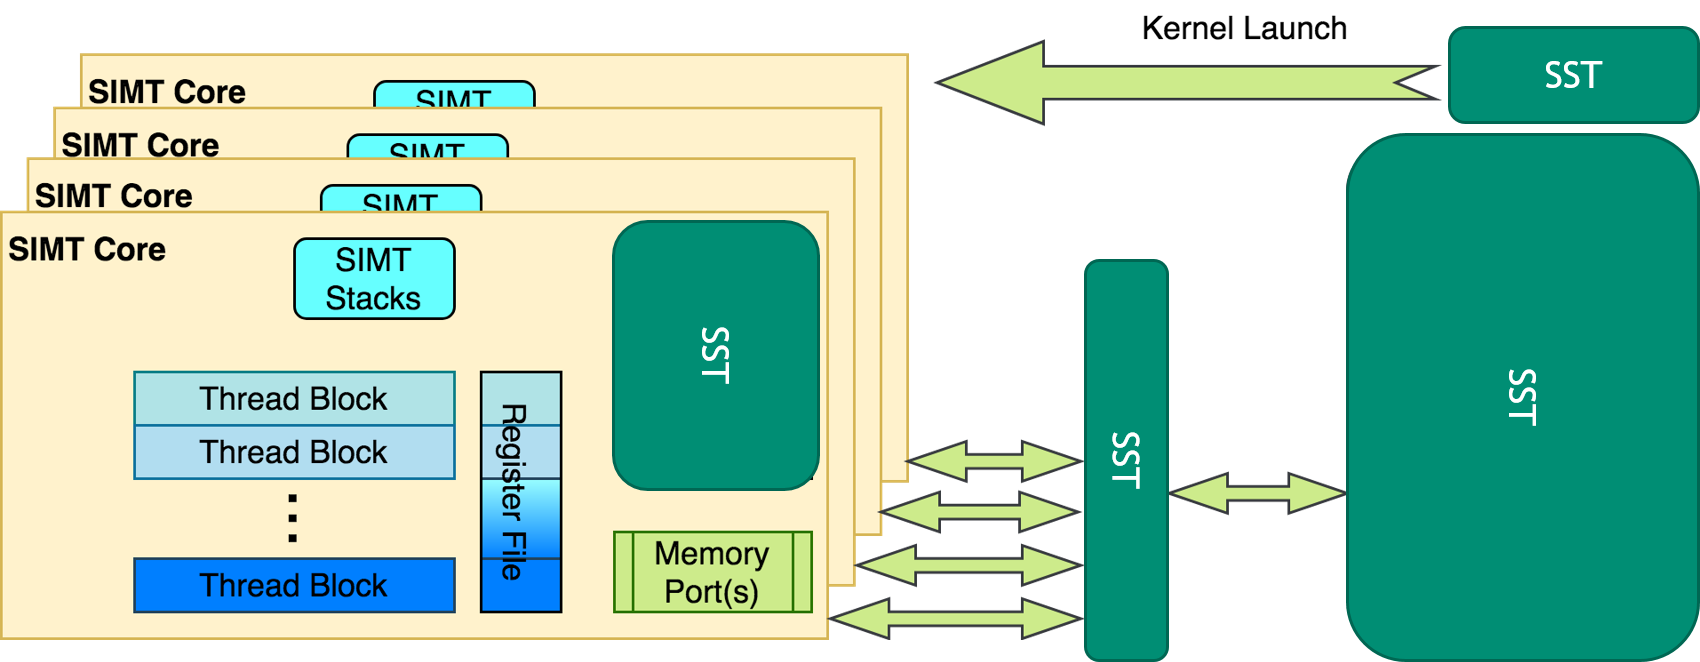 Kernel Launch
SST
SIMT Core
SIMT
SIMT Core
SIMT
SIMT Core
SIMT
SIMT Core
SIMT
Stacks
SST
Thread Block
Thread Block
Thread Block
Register File
Memory
Port(s)
SST
SST